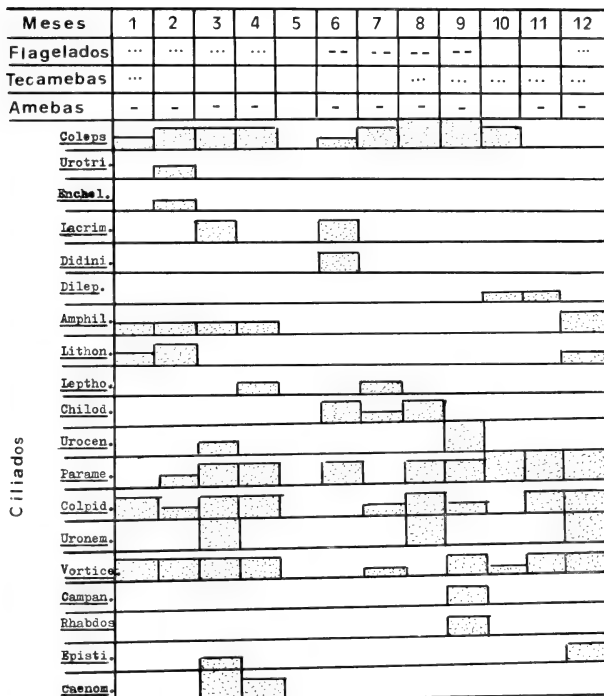 Meses 1 2 3 4 5 6 7 8 9 10 11 12
Flagelados ... ... ... ... -- -- -- -- ...
Tecamebas ... ... ... ... ... ...
Amebas - - - - - - - - - -
Coleps
Urotri.
Enchel.
Lacrim.
Didini.
Dilep.
Amphil.
Lithon.
Leptho.
Chilod.
Urocen.
Parame.
Colpid.
Uronem.
Vortice.
Campan.
Rhabdos
Episti.
Caenom.
Ciliados